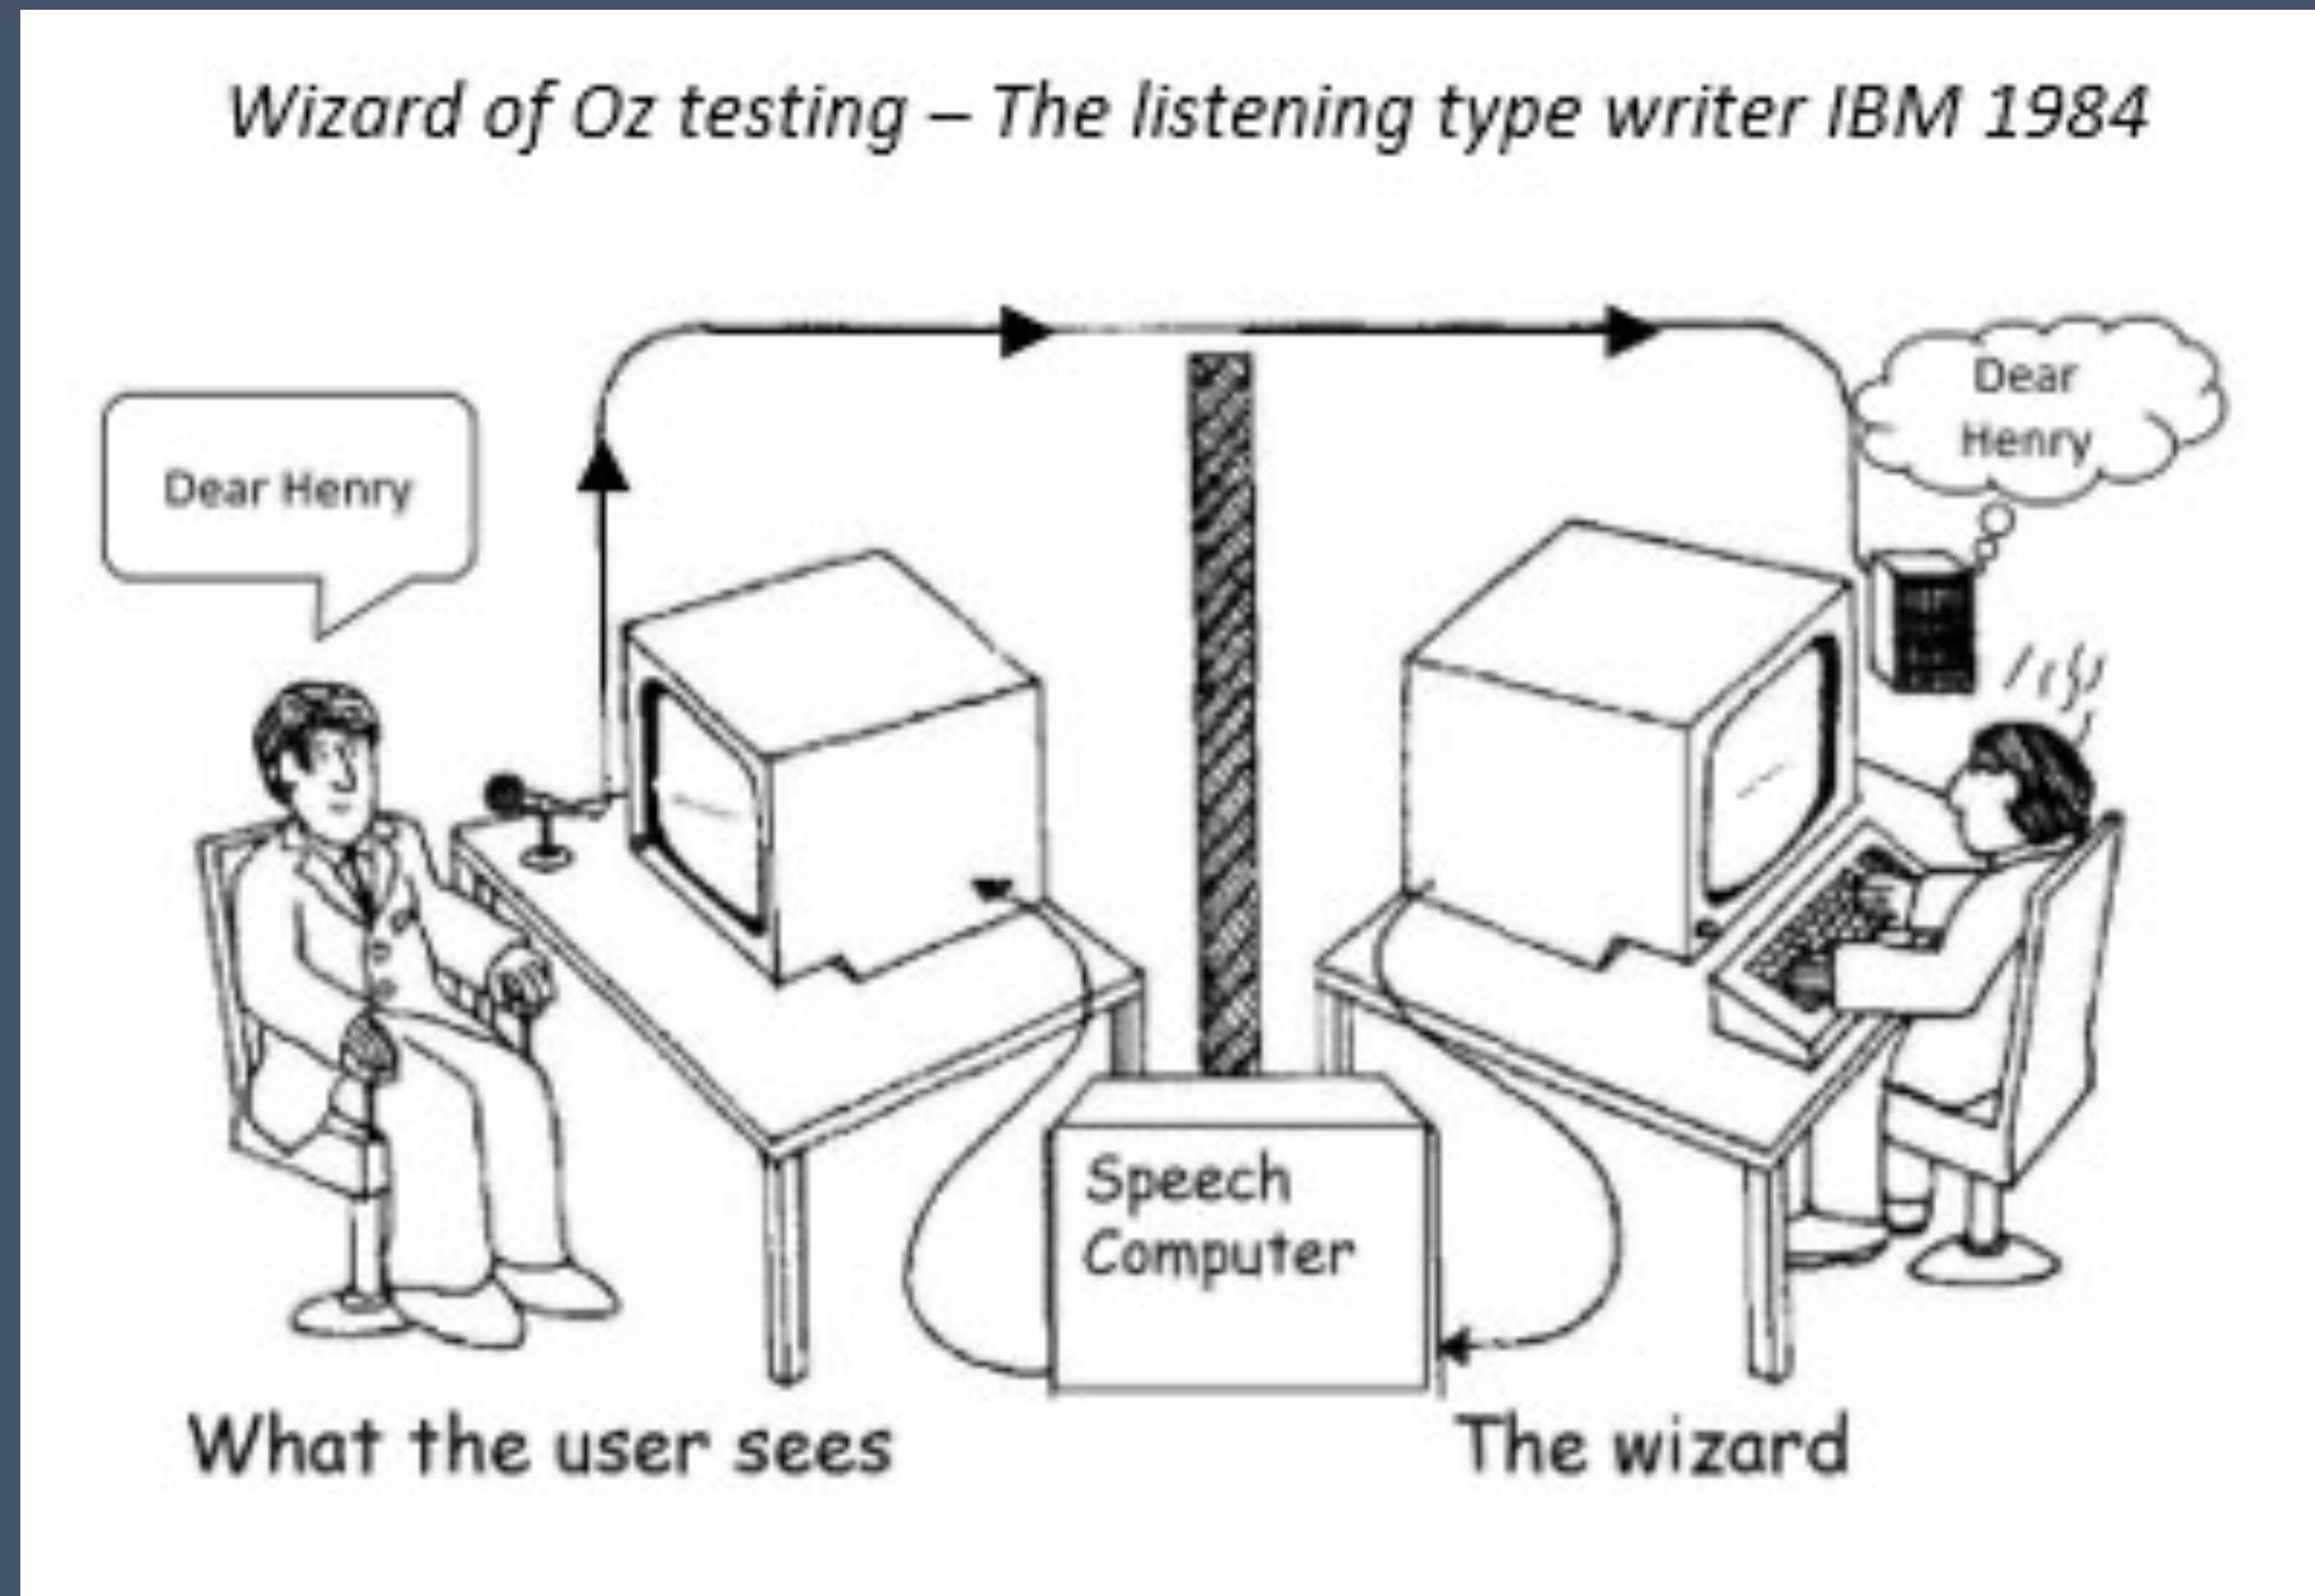 Wizard of Oz testing – The listening type writer IBM 1984
Dear Henry
Dear
Henry
Speech
Computer
What the user sees
The wizard